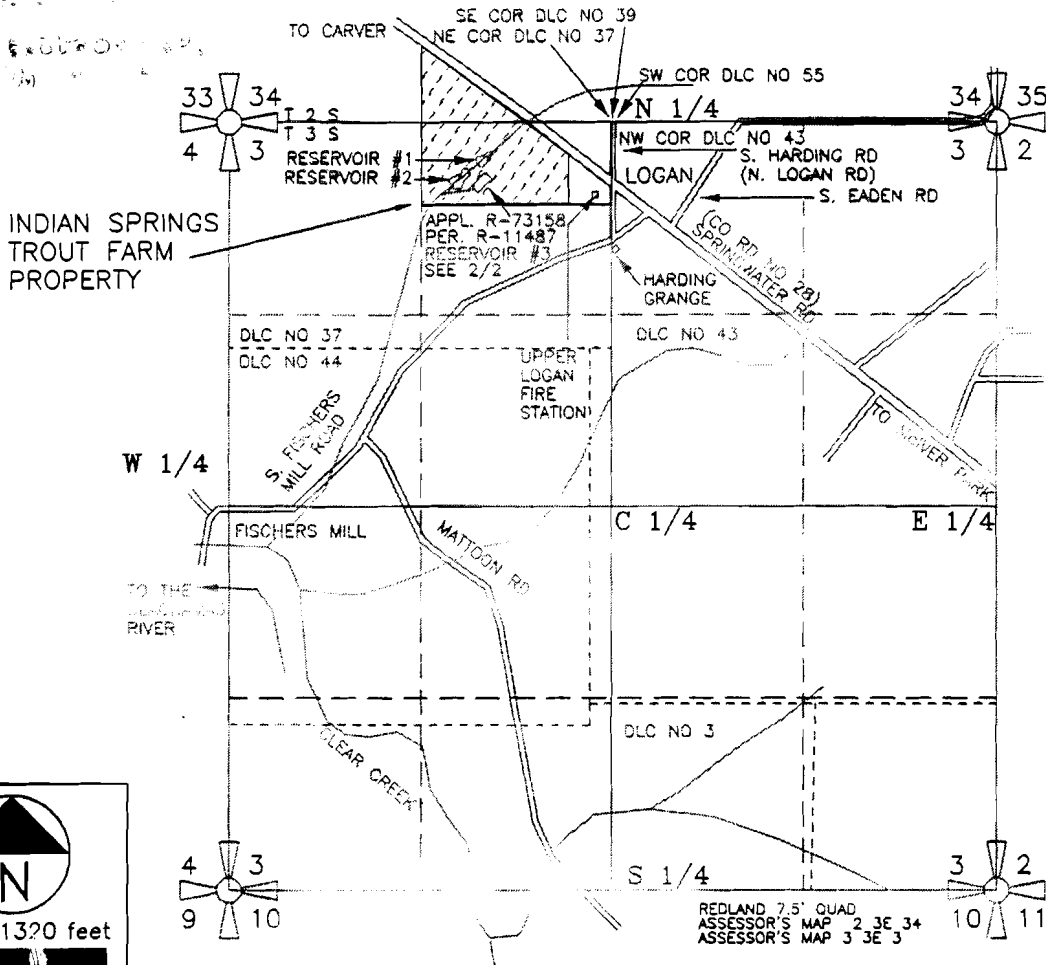 SE COR DLC NO 39
TO CARVER
NE COR DLC NO 37
SW COR DLC NO 55
33 34
N 1/4
34 35
T 2 S
T 3 S
4 3
NW COR DLC NO 43
3 2
RESERVOIR #1
S. HARDING RD
(N. LOGAN RD)
RESERVOIR #2
LOGAN
S. EADEN RD
INDIAN SPRINGS
TROUT FARM
PROPERTY
APPL. R-73158
PER. R-11487
RESERVOIR #3
SEE 2/2
(CO RD NO 28)
SPRINGWATER RD
HARDING
GRANGE
DLC NO 37
DLC NO 43
DLC NO 44
UPPER
LOGAN
FIRE
STATION
S. FISCHERS
MILL ROAD
TO MCIVER PARK
W 1/4
C 1/4
E 1/4
FISCHERS MILL
MATTOON RD
TO THE
RIVER
DLC NO 3
CLEAR CREEK
4 3
S 1/4
3 2
N
9 10
10 11
1320 feet
REDLAND 7.5' QUAD
ASSESSOR'S MAP 2 3E 34
ASSESSOR'S MAP 3 3E 3